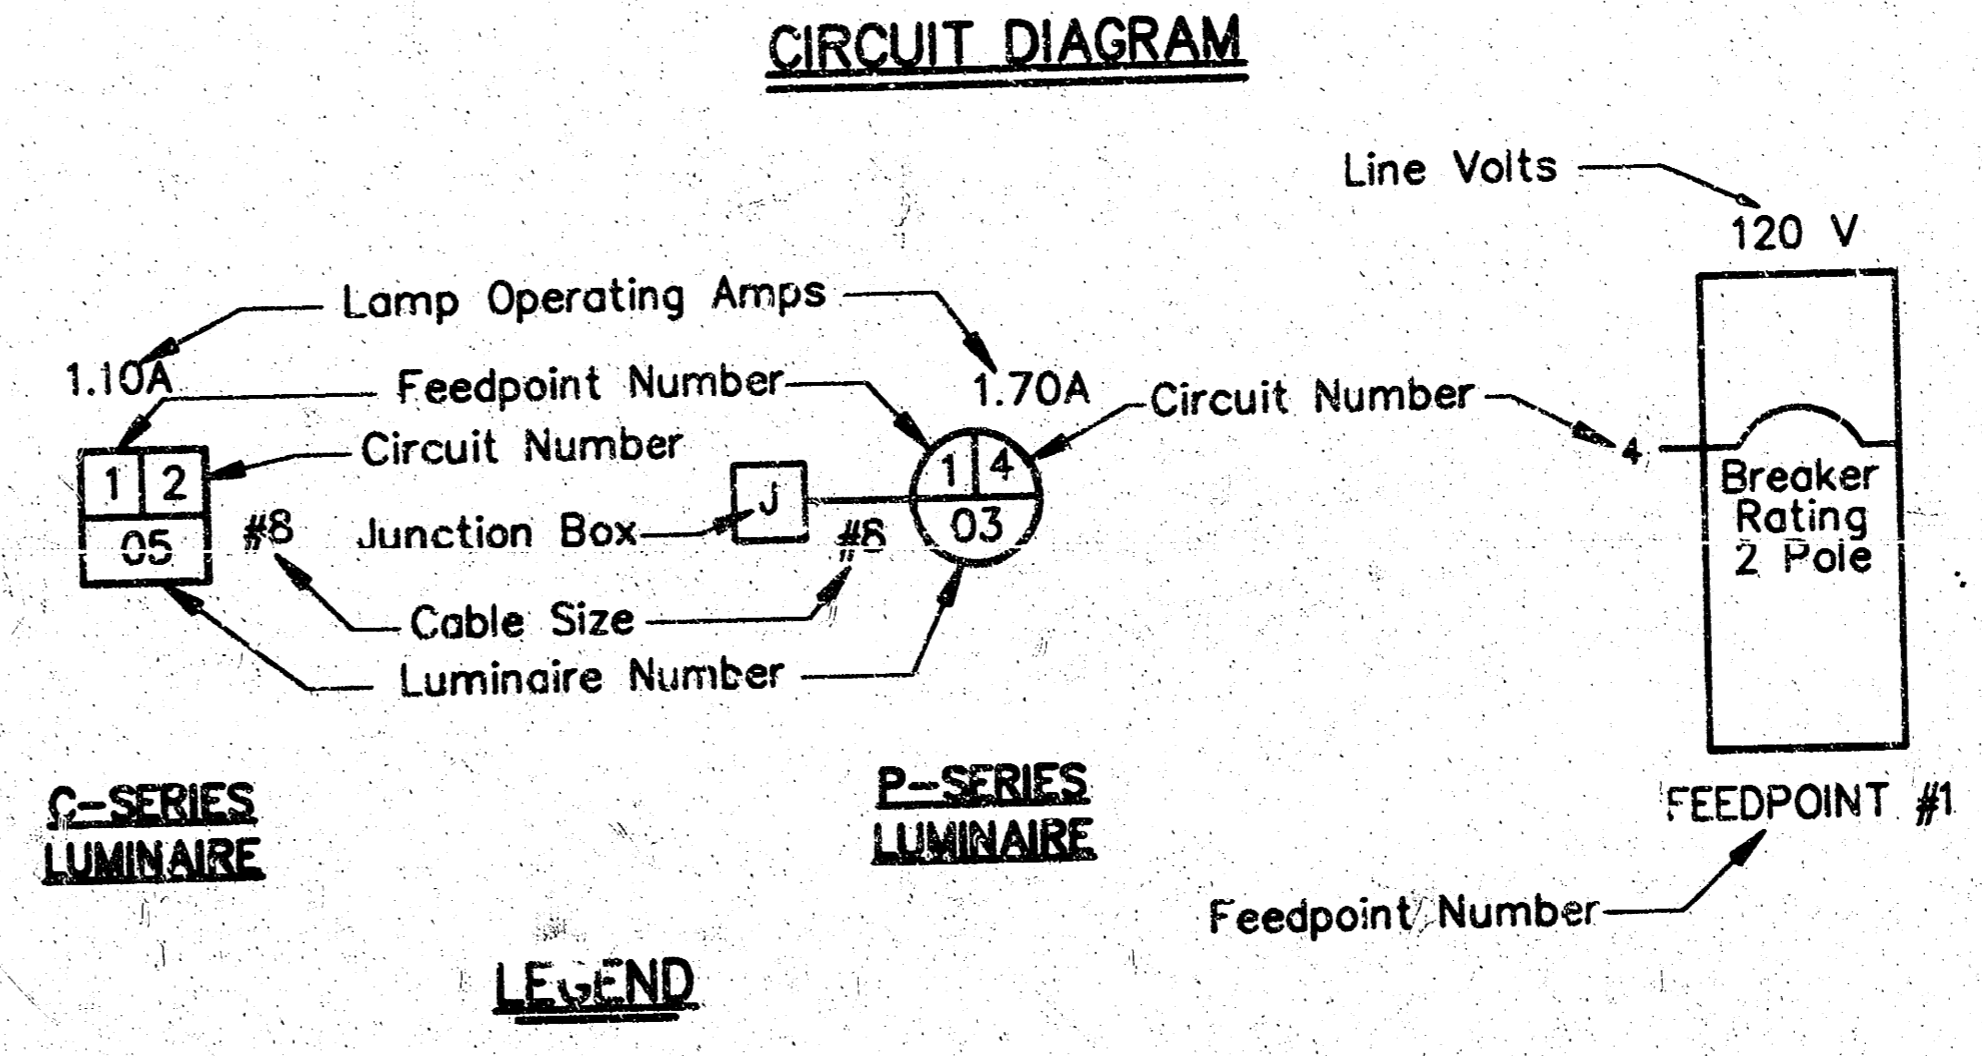 CIRCUIT DIAGRAM
Line Volts
120 V
Lamp Operating Amps
1.10A
Feedpoint Number
1.70A
Circuit Number
4
Circuit Number
1 2
05
#8
Junction Box
J
#8
1 4
03
Breaker
Rating
2 Pole
Cable Size
Luminaire Number
C-SERIES
LUMINAIRE
P-SERIES
LUMINAIRE
FEEDPOINT #1
Feedpoint Number
LEGEND